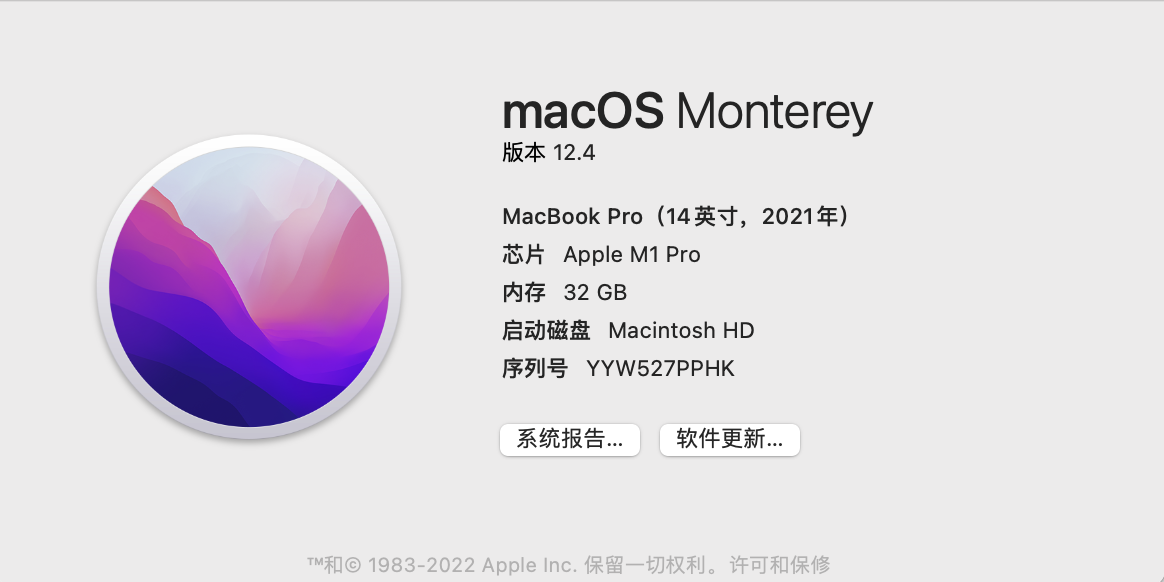 macOS Monterey
版本 12.4
MacBook Pro（14英寸，2021年）
芯片 Apple M1 Pro
内存 32 GB
启动磁盘 Macintosh HD
序列号 YYW527PPHK
系统报告... 软件更新...
™和© 1983-2022 Apple Inc. 保留一切权利。许可和保修